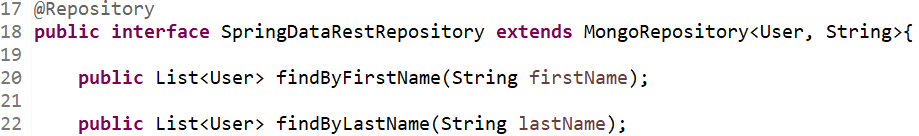 17 @Repository
18 public interface SpringDataRestRepository extends MongoRepository<User, String>{
19
20     public List<User> findByFirstName(String firstName);
21
22     public List<User> findByLastName(String lastName);